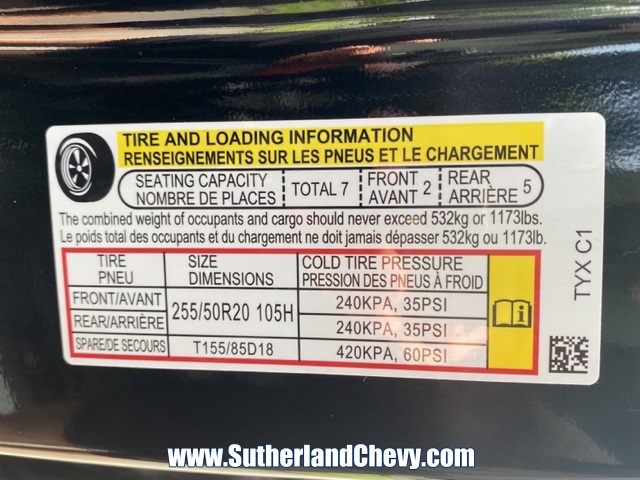 TIRE AND LOADING INFORMATION
RENSEIGNEMENTS SUR LES PNEUS ET LE CHARGEMENT
SEATING CAPACITY
NOMBRE DE PLACES
TOTAL 7
FRONT
AVANT 2
REAR
ARRIÈRE 5
The combined weight of occupants and cargo should never exceed 532kg or 1173lbs.
Le poids total des occupants et du chargement ne doit jamais dépasser 532kg ou 1173lb.
TIRE
PNEU
SIZE
DIMENSIONS
COLD TIRE PRESSURE
PRESSION DES PNEUS À FROID
FRONT/AVANT
255/50R20 105H
240KPA, 35PSI
REAR/ARRIÈRE
240KPA, 35PSI
SPARE/DE SECOURS
T155/85D18
420KPA, 60PSI
TYX C1
www.SutherlandChevy.com